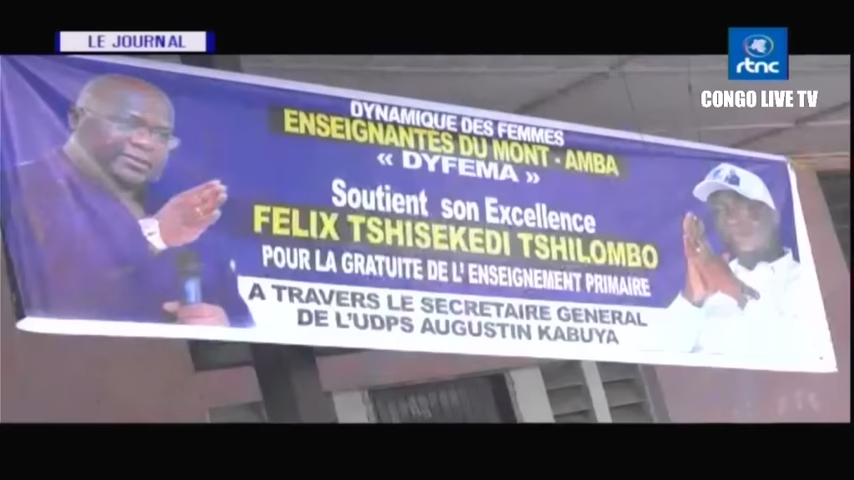 LE JOURNAL
rtnc
CONGO LIVE TV
DYNAMIQUE DES FEMMES
ENSEIGNANTES DU MONT - AMBA
« DYFEMA »
Soutient son Excellence
FELIX TSHISEKEDI TSHILOMBO
POUR LA GRATUITE DE L' ENSEIGNEMENT PRIMAIRE
A TRAVERS LE SECRETAIRE GENERAL
DE L'UDPS AUGUSTIN KABUYA